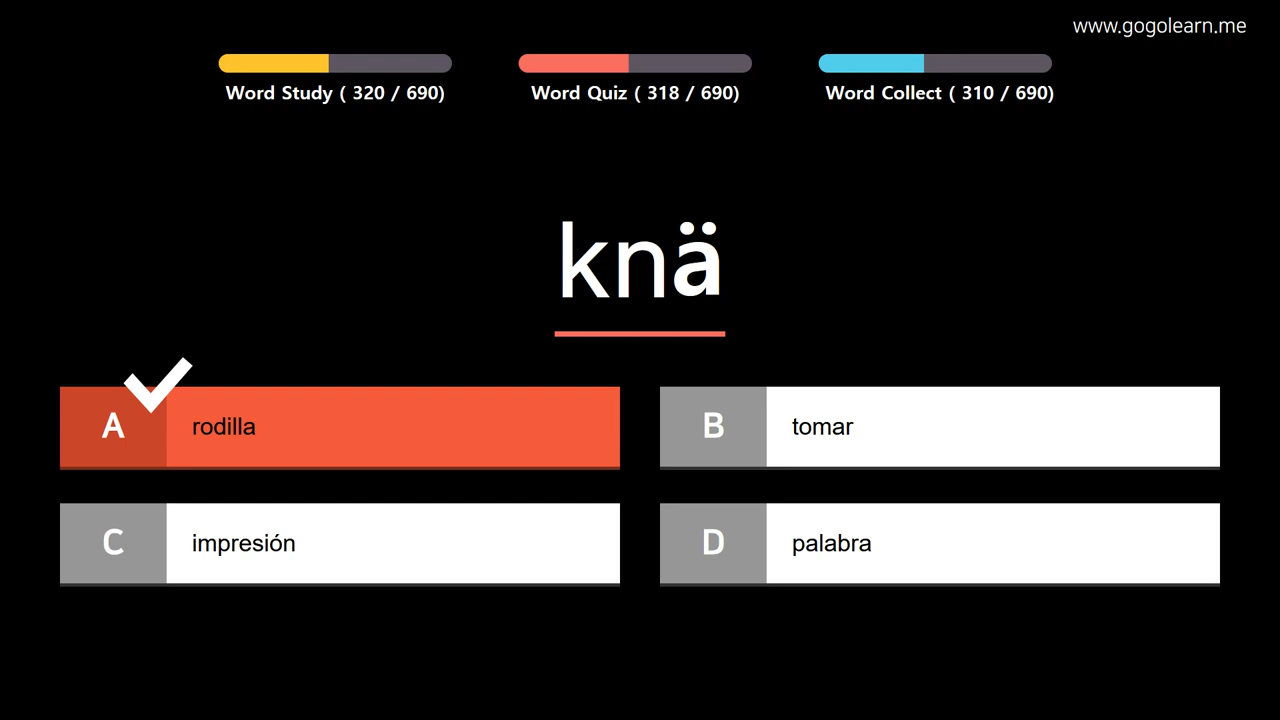 www.gogolearn.me
Word Study ( 320 / 690)
Word Quiz ( 318 / 690)
Word Collect ( 310 / 690)
knä
A rodilla
B tomar
C impresión
D palabra